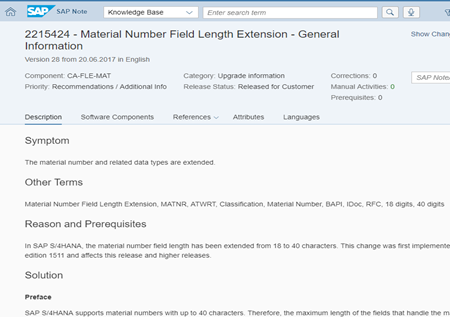 SAP SAP Note Knowledge Base Enter search term
2215424 - Material Number Field Length Extension - General Show Chan
Information
Version 28 from 20.06.2017 in English
Component: CA-FLE-MAT Category: Upgrade information Corrections: 0 SAP Note
Priority: Recommendations / Additional Info Release Status: Released for Customer Manual Activities: 0
Prerequisites: 0
Description Software Components References Attributes Languages
Symptom
The material number and related data types are extended.
Other Terms
Material Number Field Length Extension, MATNR, ATWRT, Classification, Material Number, BAPI, IDoc, RFC, 18 digits, 40 digits
Reason and Prerequisites
In SAP S/4HANA, the material number field length has been extended from 18 to 40 characters. This change was first implemente
edition 1511 and affects this release and higher releases.
Solution
Preface
SAP S/4HANA supports material numbers with up to 40 characters. Therefore, the maximum length of the fields that handle the m